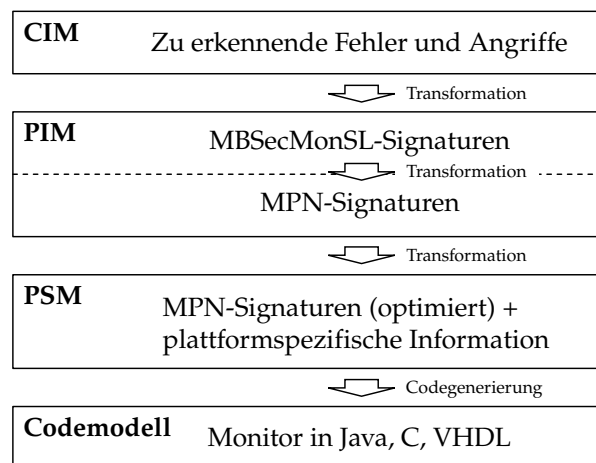 CIM
Zu erkennende Fehler und Angriffe
Transformation
PIM
MBSecMonSL-Signaturen
Transformation
MPN-Signaturen
Transformation
PSM
MPN-Signaturen (optimiert) +
plattformspezifische Information
Codegenerierung
Codemodell
Monitor in Java, C, VHDL